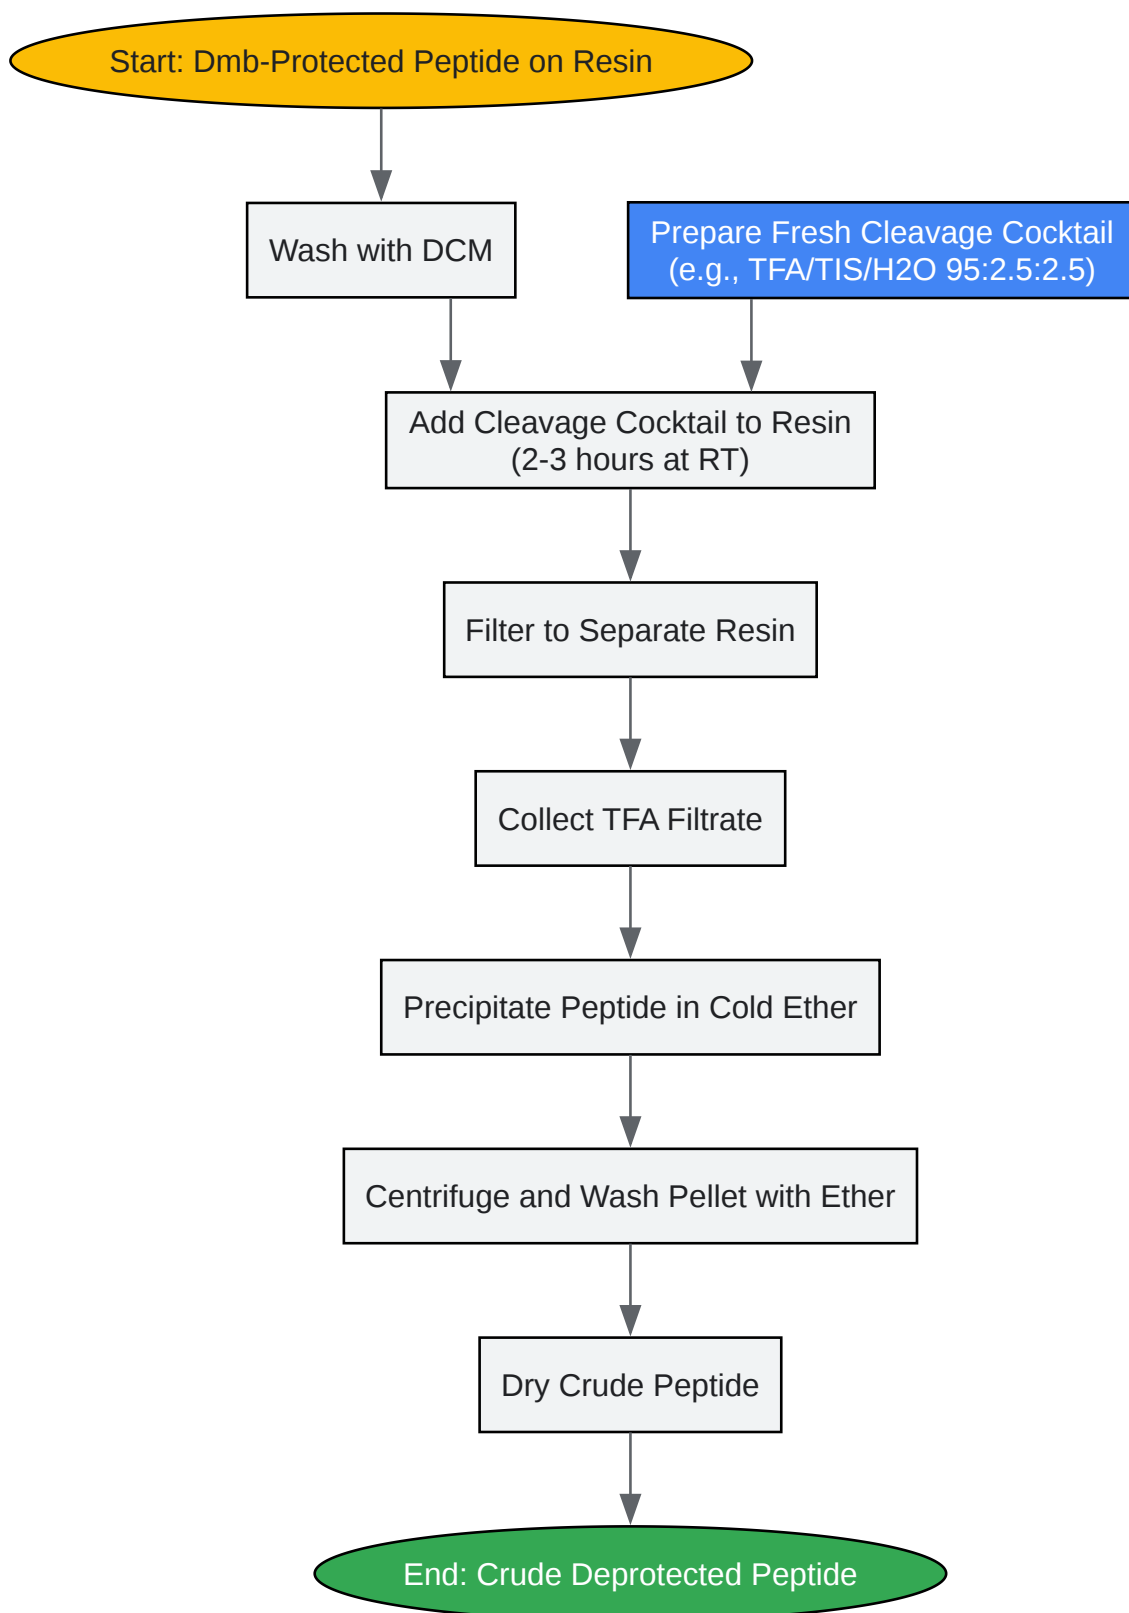 Start: Dmb-Protected Peptide on Resin
Wash with DCM
Prepare Fresh Cleavage Cocktail
(e.g., TFA/TIS/H2O 95:2.5:2.5)
Add Cleavage Cocktail to Resin
(2-3 hours at RT)
Filter to Separate Resin
Collect TFA Filtrate
Precipitate Peptide in Cold Ether
Centrifuge and Wash Pellet with Ether
Dry Crude Peptide
End: Crude Deprotected Peptide